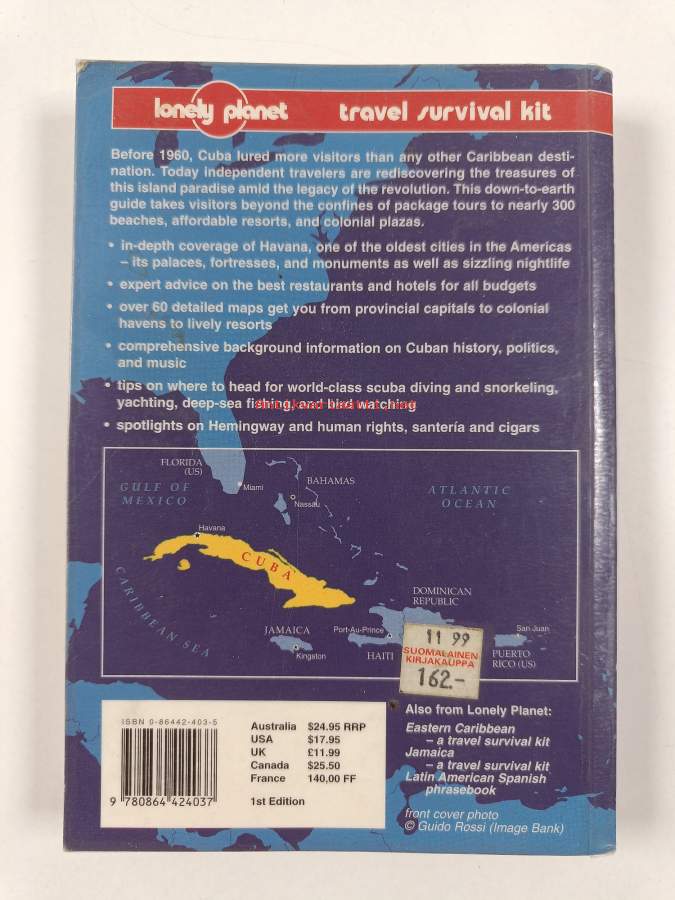 lonely planet travel survival kit
Before 1960, Cuba lured more visitors than any other Caribbean desti-
nation. Today independent travelers are rediscovering the treasures of
this island paradise amid the legacy of the revolution. This down-to-earth
guide takes visitors beyond the confines of package tours to nearly 300
beaches, affordable resorts, and colonial plazas.
• in-depth coverage of Havana, one of the oldest cities in the Americas
– its palaces, fortresses, and monuments as well as sizzling nightlife
• expert advice on the best restaurants and hotels for all budgets
• over 60 detailed maps get you from provincial capitals to colonial
havens to lively resorts
• comprehensive background information on Cuban history, politics,
and music
• tips on where to head for world-class scuba diving and snorkeling,
yachting, deep-sea fishing, and bird watching
• spotlights on Hemingway and human rights, santería and cigars
FLORIDA
(US)
GULF OF
MEXICO
Miami
BAHAMAS
Nassau
ATLANTIC
OCEAN
Havana
CUBA
CARIBBEAN SEA
DOMINICAN
REPUBLIC
JAMAICA
Kingston
Port-Au-Prince
HAITI
San Juan
PUERTO
RICO (US)
11 99
SUOMALAINEN
KIRJAKAUPPA
162.-
ISBN 0-86442-403-5
9 780864 424037
Australia $24.95 RRP
USA $17.95
UK £11.99
Canada $25.50
France 140,00 FF
1st Edition
Also from Lonely Planet:
Eastern Caribbean
– a travel survival kit
Jamaica
– a travel survival kit
Latin American Spanish
phrasebook
front cover photo
© Guido Rossi (Image Bank)